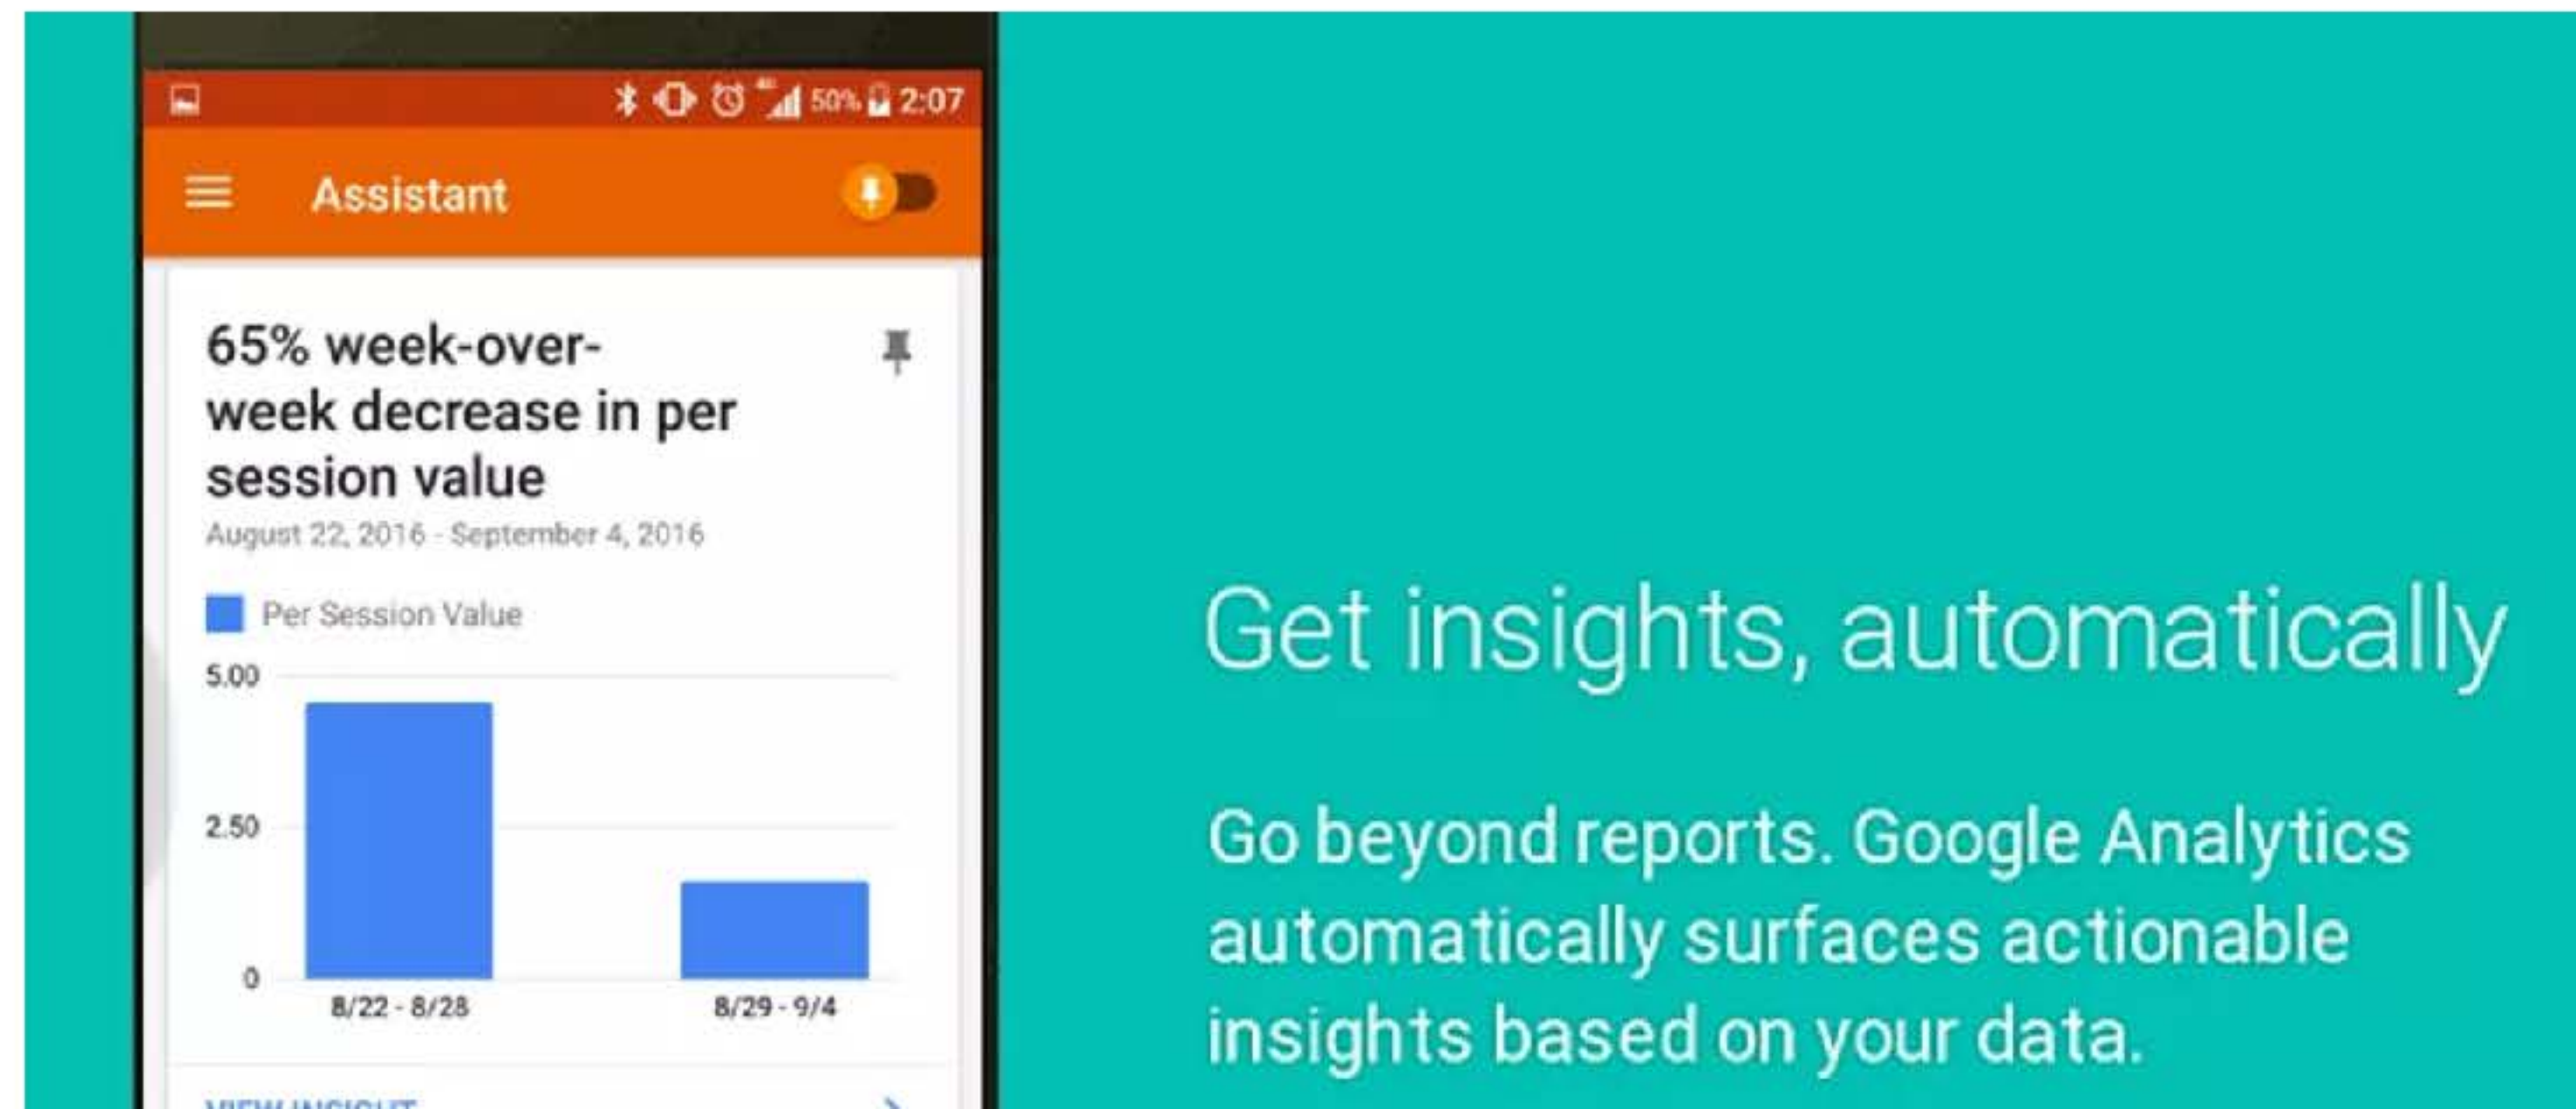 50% 2:07
Assistant
65% week-over-
week decrease in per
session value
August 22, 2016 - September 4, 2016
Per Session Value
5.00
2.50
0
8/22 - 8/28
8/29 - 9/4
VIEW INSIGHT
Get insights, automatically
Go beyond reports. Google Analytics
automatically surfaces actionable
insights based on your data.